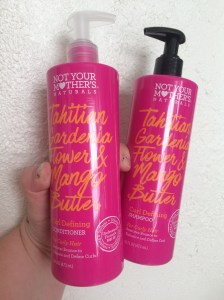 NOT YOUR
MOTHER'S
NATURALS
Tahitian
Gardenia
Flower &
Mango
Butter
Curl Defining
CONDITIONER
NOT YOUR
MOTHER'S
NATURALS
Tahitian
Gardenia
Flower &
Mango
Butter
Curl Defining
SHAMPOO